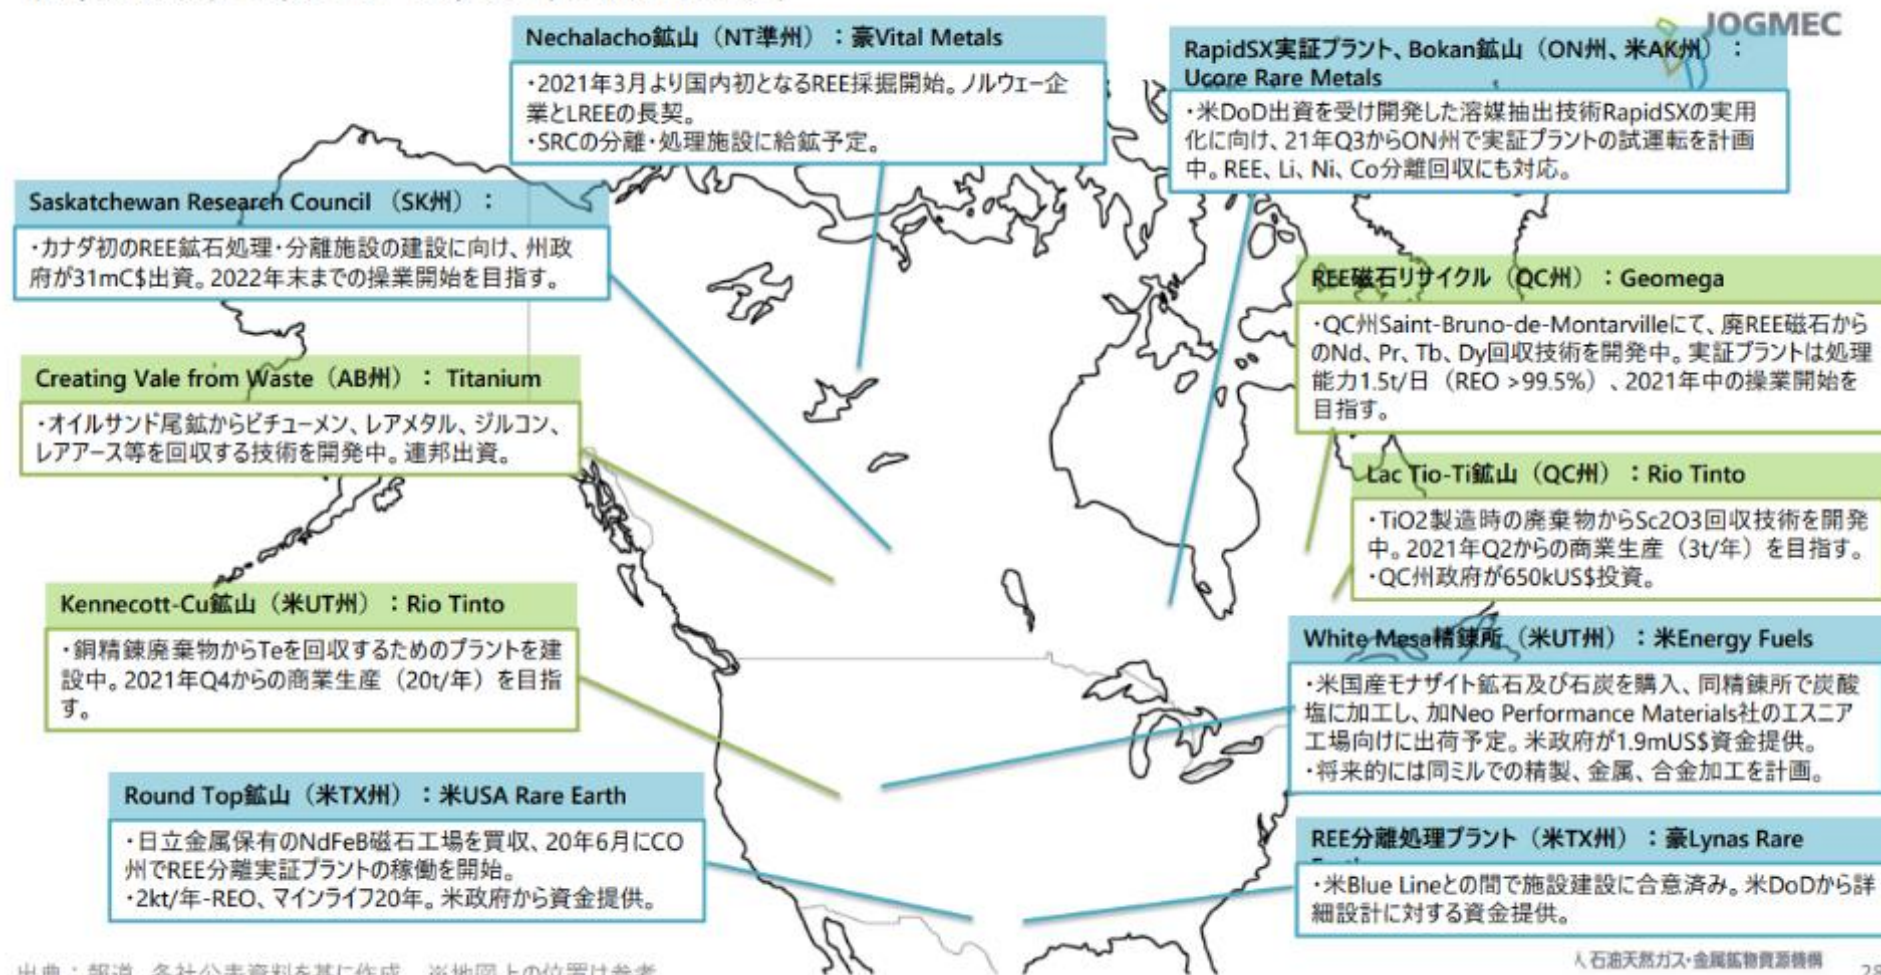 JOGMEC
Nechalacho鉱山（NT準州）：豪Vital Metals
・2021年3月より国内初となるREE採掘開始。ノルウェー企
業とLREEの長契。
・SRCの分離・処理施設に給鉱予定。
RapidSX実証プラント、Bokan鉱山（ON州、米AK州）：
Ucore Rare Metals
・米DoD出資を受け開発した溶媒抽出技術RapidSXの実用
化に向け、21年Q3からON州で実証プラントの試運転を計画
中。REE、Li、Ni、Co分離回収にも対応。
Saskatchewan Research Council （SK州）：
・カナダ初のREE鉱石処理・分離施設の建設に向け、州政
府が31mC$出資。2022年末までの操業開始を目指す。
REE磁石リサイクル（QC州）：Geomega
・QC州Saint-Bruno-de-Montarvilleにて、廃REE磁石から
のNd、Pr、Tb、Dy回収技術を開発中。実証プラントは処理
能力1.5t/日（REO >99.5%）、2021年中の操業開始を
目指す。
Creating Vale from Waste（AB州）： Titanium
・オイルサンド尾鉱からビチューメン、レアメタル、ジルコン、
レアアース等を回収する技術を開発中。連邦出資。
Lac Tio-Ti鉱山（QC州）：Rio Tinto
・TiO2製造時の廃棄物からSc2O3回収技術を開発
中。2021年Q2からの商業生産（3t/年）を目指す。
・QC州政府が650kUS$投資。
Kennecott-Cu鉱山（米UT州）：Rio Tinto
・銅精錬廃棄物からTeを回収するためのプラントを建
設中。2021年Q4からの商業生産（20t/年）を目指
す。
White Mesa精錬所（米UT州）：米Energy Fuels
・米国産モナザイト鉱石及び石炭を購入、同精錬所で炭酸
塩に加工し、加Neo Performance Materials社のエスニア
工場向けに出荷予定。米政府が1.9mUS$資金提供。
・将来的には同ミルでの精製、金属、合金加工を計画。
Round Top鉱山（米TX州）：米USA Rare Earth
・日立金属保有のNdFeB磁石工場を買収、20年6月にCO
州でREE分離実証プラントの稼働を開始。
・2kt/年-REO、マインライフ20年。米政府から資金提供。
REE分離処理プラント（米TX州）：豪Lynas Rare
・米Blue Lineとの間で施設建設に合意済み。米DoDから詳
細設計に対する資金提供。
出典：報道、各社公表資料を基に作成 ※地図上の位置は参考
石油天然ガス・金属鉱物資源機構
28